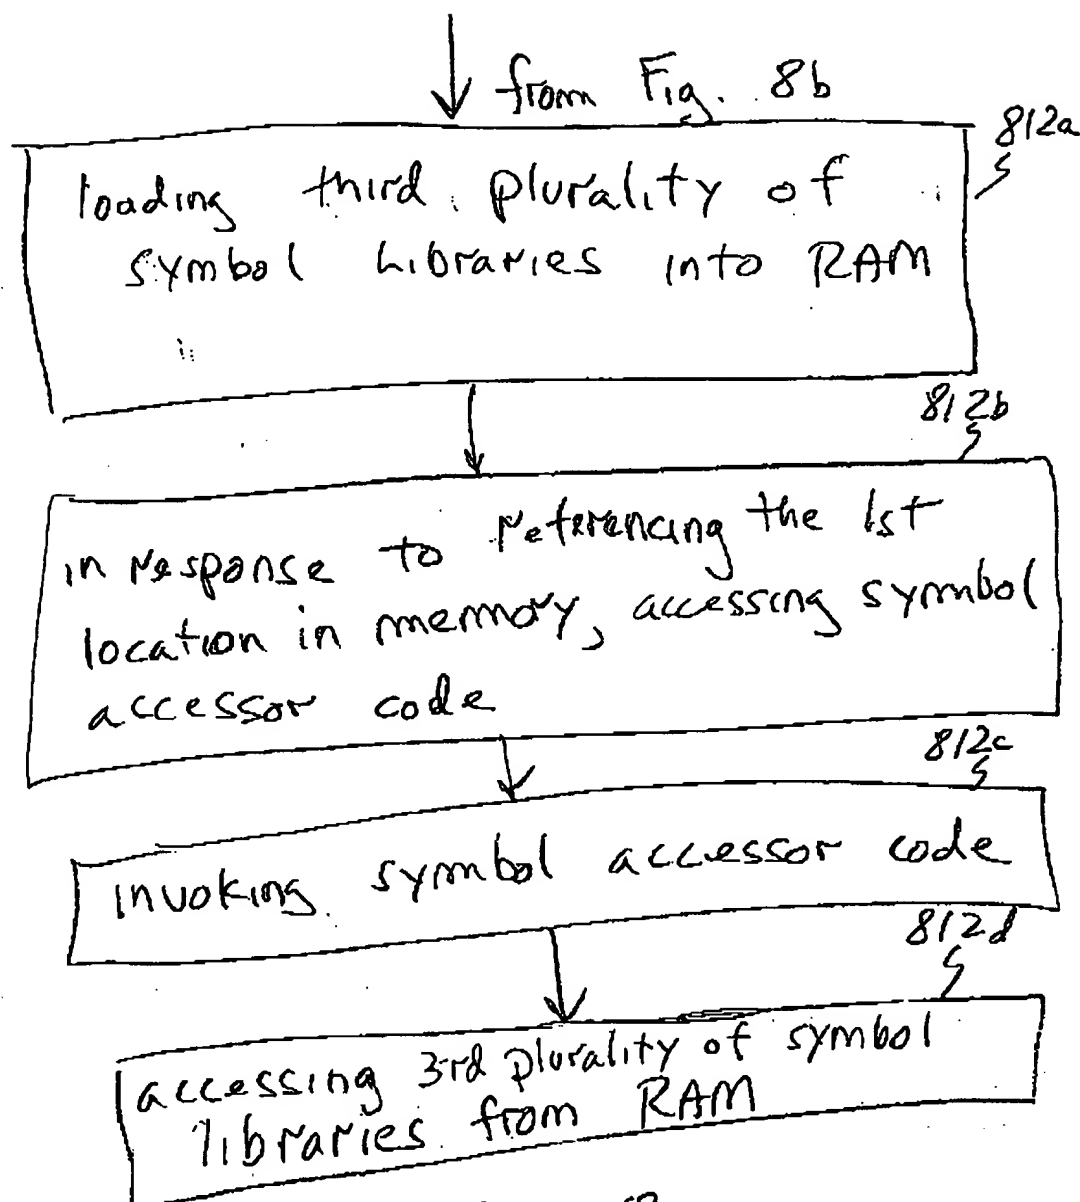 from Fig. 8b
812a
loading third plurality of
symbol libraries into RAM
812b
in response to referencing the 1st
location in memory, accessing symbol
accessor code
812c
invoking symbol accessor code
812d
accessing 3rd plurality of symbol
libraries from RAM